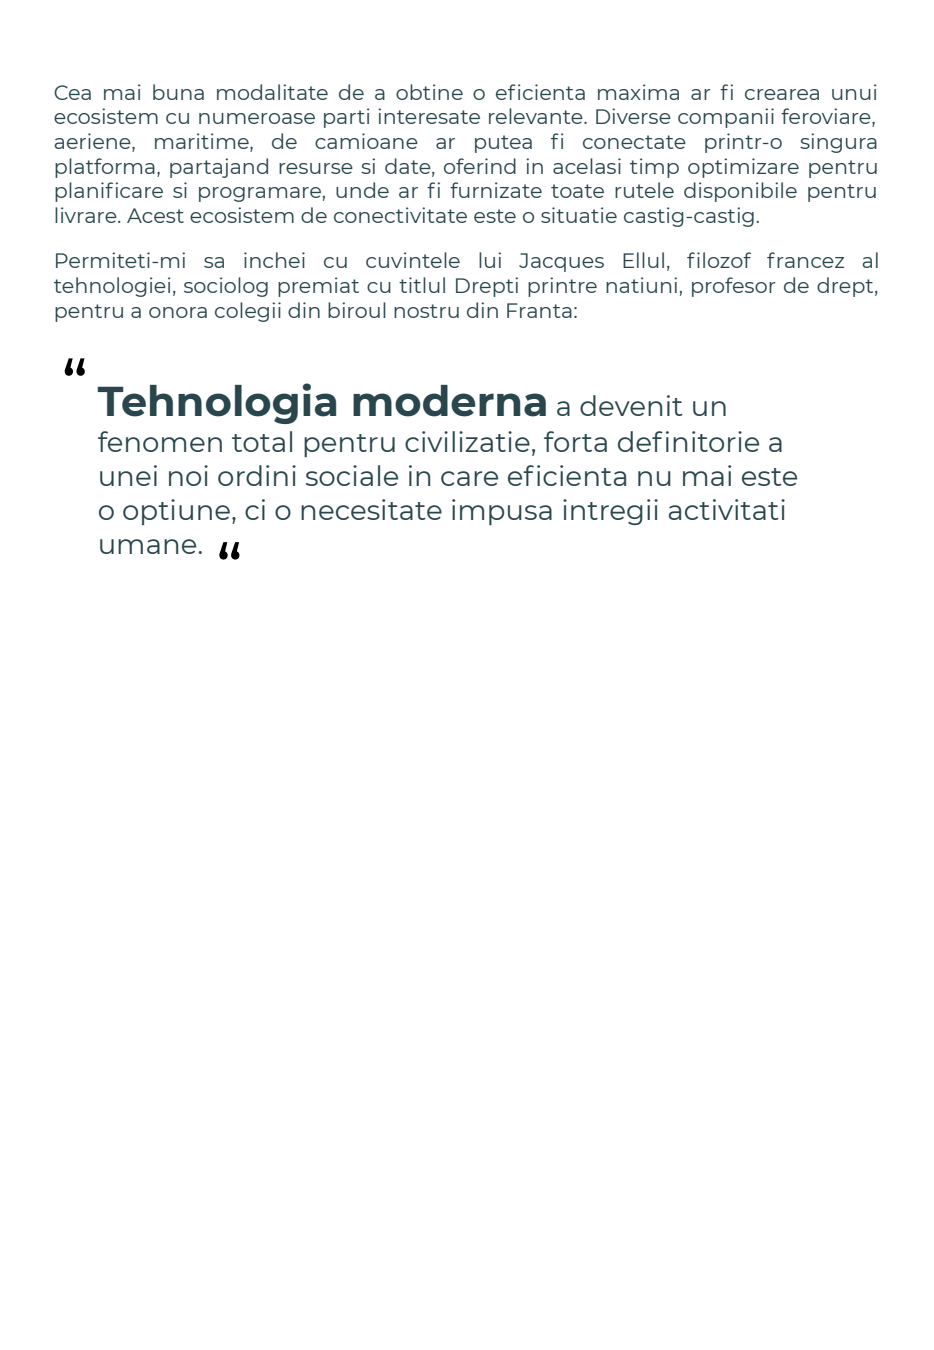 Cea mai buna modalitate de a obtine o eficienta maxima ar fi crearea unui
ecosistem cu numeroase parti interesate relevante. Diverse companii feroviare,
aeriene, maritime, de camioane ar putea fi conectate printr-o singura
platforma, partajand resurse si date, oferind in acelasi timp optimizare pentru
planificare si programare, unde ar fi furnizate toate rutele disponibile pentru
livrare. Acest ecosistem de conectivitate este o situatie castig-castig.
Permiteti-mi sa inchei cu cuvintele lui Jacques Ellul, filozof francez al
tehnologiei, sociolog premiat cu titlul Drepti printre natiuni, profesor de drept,
pentru a onora colegii din biroul nostru din Franta:
“
Tehnologia moderna a devenit un
fenomen total pentru civilizatie, forta definitorie a
unei noi ordini sociale in care eficienta nu mai este
o optiune, ci o necesitate impusa intregii activitati
umane. “